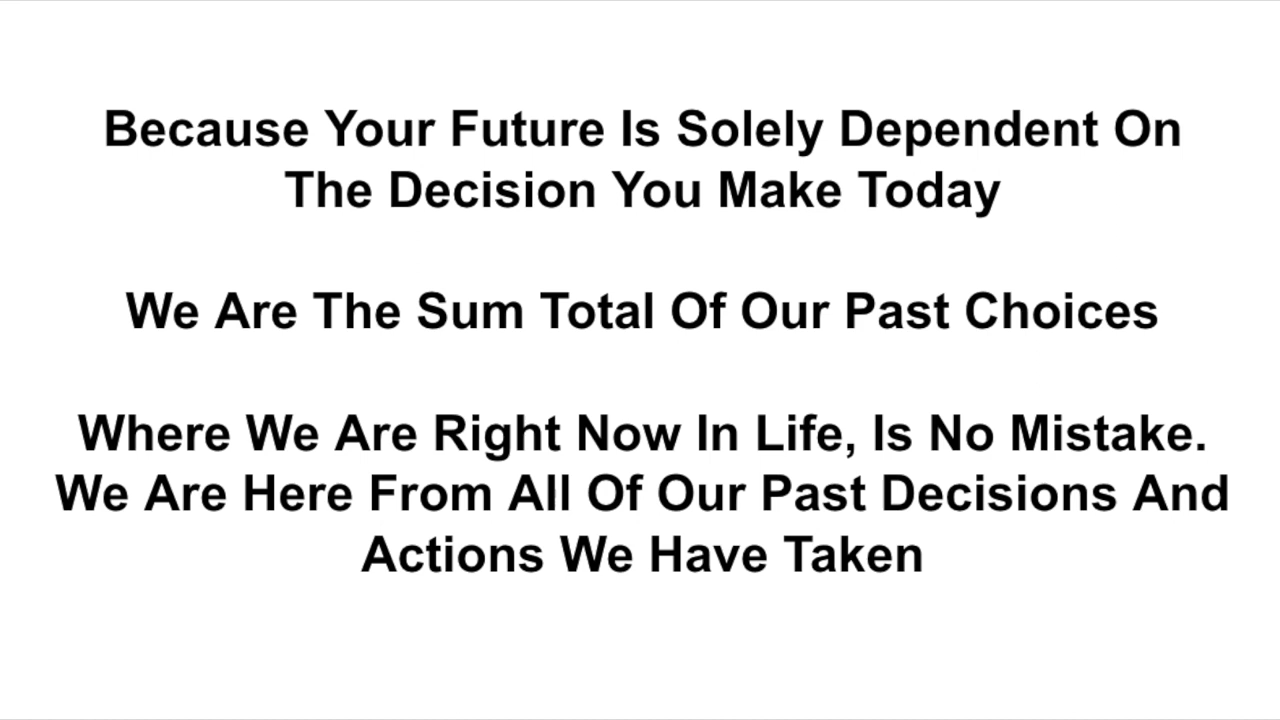 Because Your Future Is Solely Dependent On
The Decision You Make Today
We Are The Sum Total Of Our Past Choices
Where We Are Right Now In Life, Is No Mistake.
We Are Here From All Of Our Past Decisions And
Actions We Have Taken